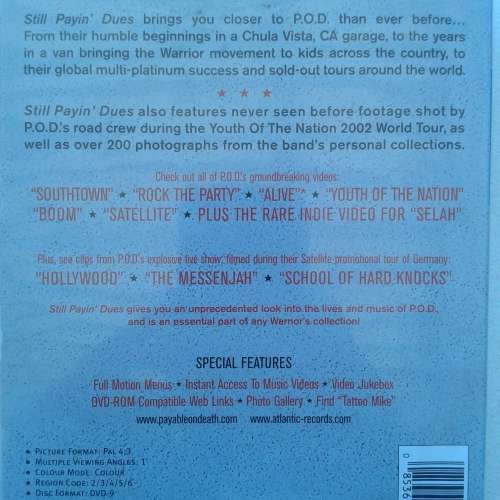 Still Payin' Dues brings you closer to P.O.D. than ever before...
From their humble beginnings in a Chula Vista, CA garage, to the years
in a van bringing the Warrior movement to kids across the country, to
their global multi-platinum success and sold-out tours around the world.
★ ★ ★
Still Payin' Dues also features never seen before footage shot by
P.O.D.'s road crew during the Youth Of The Nation 2002 World Tour, as
well as over 200 photographs from the band's personal collections.
Check out all of P.O.D.'s groundbreaking videos:
"SOUTHTOWN" ★ "ROCK THE PARTY" ★ "ALIVE"* ★ "YOUTH OF THE NATION"
"BOOM" ★ "SATELLITE" ★ PLUS THE RARE INDIE VIDEO FOR "SELAH"
Plus, see clips from P.O.D's explosive live show, filmed during their Satellite promotional tour of Germany:
"HOLLYWOOD" ★ "THE MESSENJAH" ★ "SCHOOL OF HARD KNOCKS"
Still Payin' Dues gives you an unprecedented look into the lives and music of P.O.D.,
and is an essential part of any Warrior's collection!
SPECIAL FEATURES
Full Motion Menus ★ Instant Access To Music Videos ★ Video Jukebox
DVD-ROM Compatible Web Links ★ Photo Gallery ★ Find "Tattoo Mike"
www.payableondeath.com ★ www.atlantic-records.com
★ Picture Format: Pal 4:3
★ Multiple Viewing Angles: 1
★ Colour Mode: Colour
★ Region Code: 2/3/4/5/6
★ Disc Format: DVD-9
0 8536